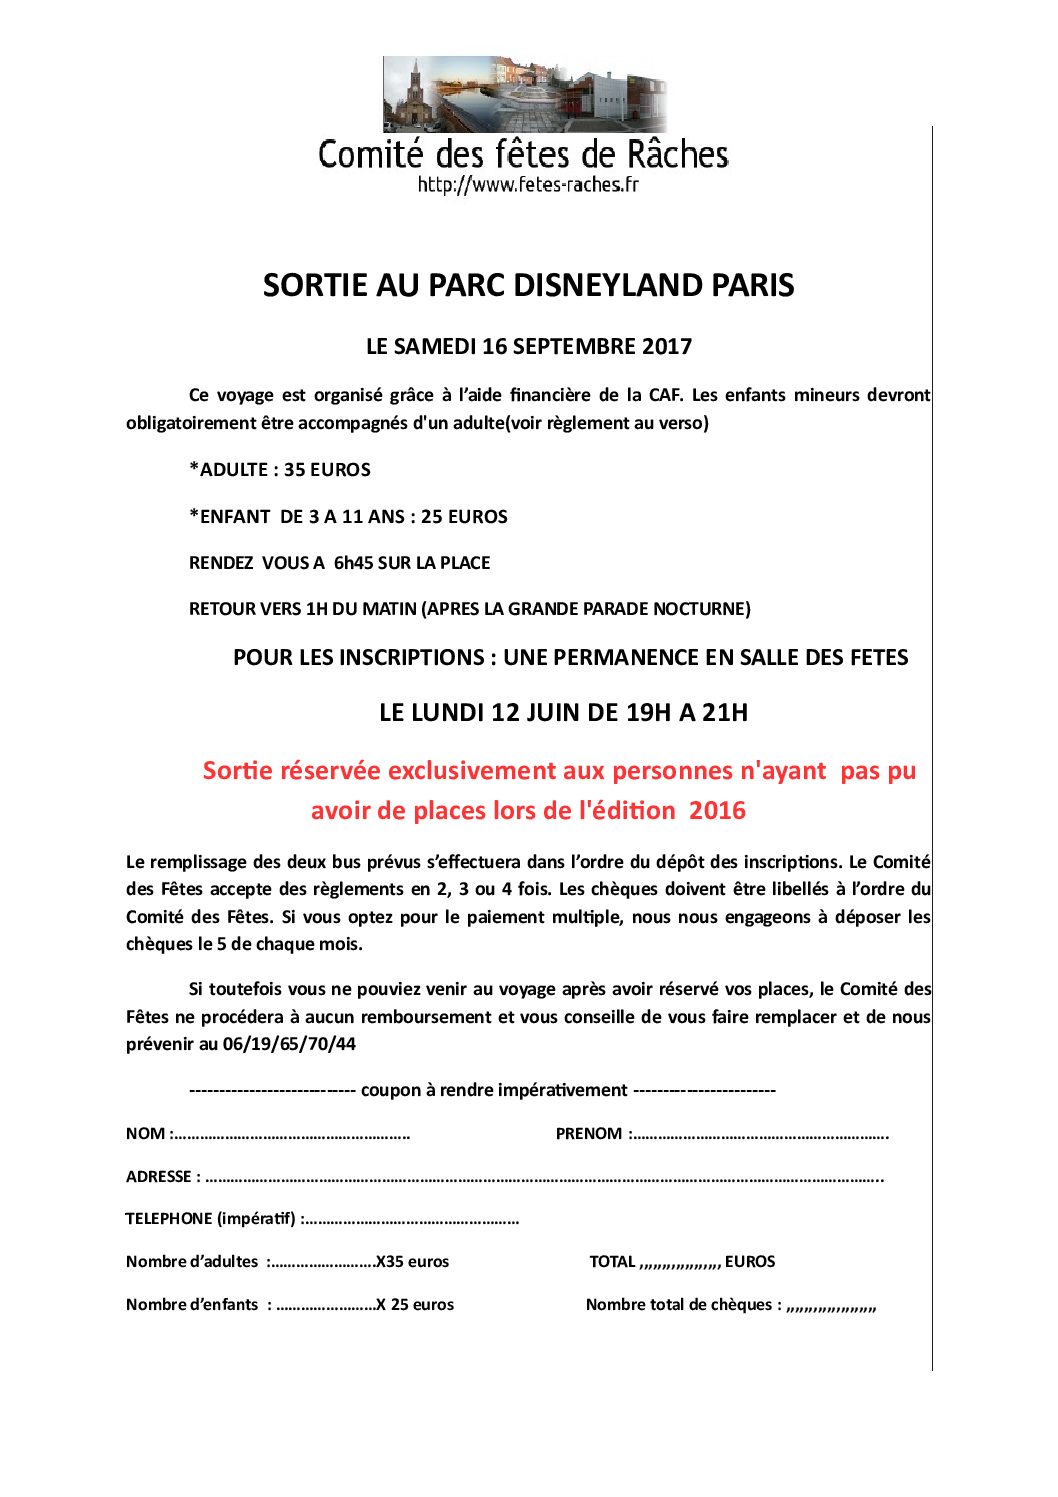 Comité des fêtes de Râches
http://www.fetes-raches.fr
SORTIE AU PARC DISNEYLAND PARIS
LE SAMEDI 16 SEPTEMBRE 2017
Ce voyage est organisé grâce à l’aide financière de la CAF. Les enfants mineurs devront
obligatoirement être accompagnés d'un adulte(voir règlement au verso)
*ADULTE : 35 EUROS
*ENFANT  DE 3 A 11 ANS : 25 EUROS
RENDEZ  VOUS A  6h45 SUR LA PLACE
RETOUR VERS 1H DU MATIN (APRES LA GRANDE PARADE NOCTURNE)
POUR LES INSCRIPTIONS : UNE PERMANENCE EN SALLE DES FETES
LE LUNDI 12 JUIN DE 19H A 21H
Sortie réservée exclusivement aux personnes n'ayant  pas pu
avoir de places lors de l'édition  2016
Le remplissage des deux bus prévus s’effectuera dans l’ordre du dépôt des inscriptions. Le Comité
des Fêtes accepte des règlements en 2, 3 ou 4 fois. Les chèques doivent être libellés à l’ordre du
Comité des Fêtes. Si vous optez pour le paiement multiple, nous nous engageons à déposer les
chèques le 5 de chaque mois.
Si toutefois vous ne pouviez venir au voyage après avoir réservé vos places, le Comité des
Fêtes ne procédera à aucun remboursement et vous conseille de vous faire remplacer et de nous
prévenir au 06/19/65/70/44
---------------------------- coupon à rendre impérativement ------------------------
NOM :……………………………………………….. PRENOM :…………………………………………………….
ADRESSE : ……………………………………………………………………………………………………………………………………………..
TELEPHONE (impératif) :……………………………………………
Nombre d’adultes  :…………………….X35 euros TOTAL ,,,,,,,,,,,,,,,,,, EUROS
Nombre d’enfants  : ……………………X 25 euros Nombre total de chèques : ,,,,,,,,,,,,,,,,,,,,